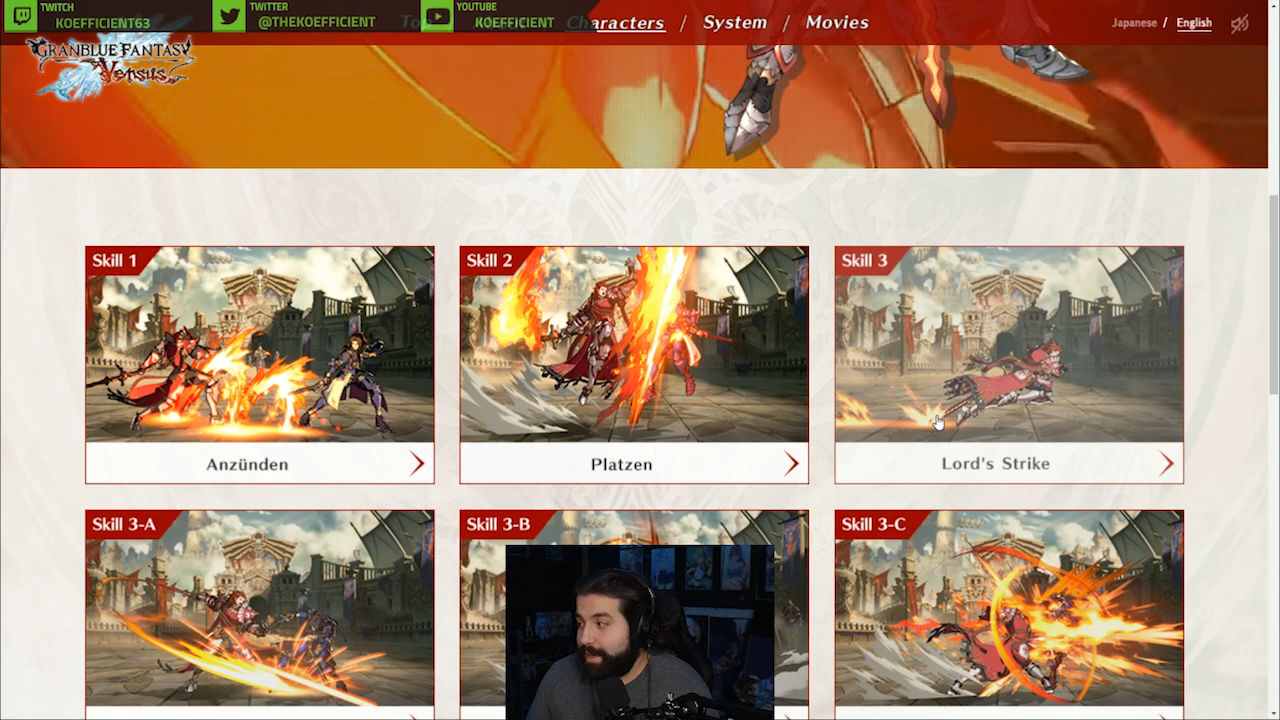 TWITCH
KOEFFICIENT63
TWITTER
@THEKOEFFICIENT
YOUTUBE
KOEFFICIENT
Top
Characters / System / Movies
Japanese / English
GRANBLUE FANTASY
Versus
Skill 1
Skill 2
Skill 3
Anzünden
Platzen
Lord's Strike
Skill 3-A
Skill 3-B
Skill 3-C